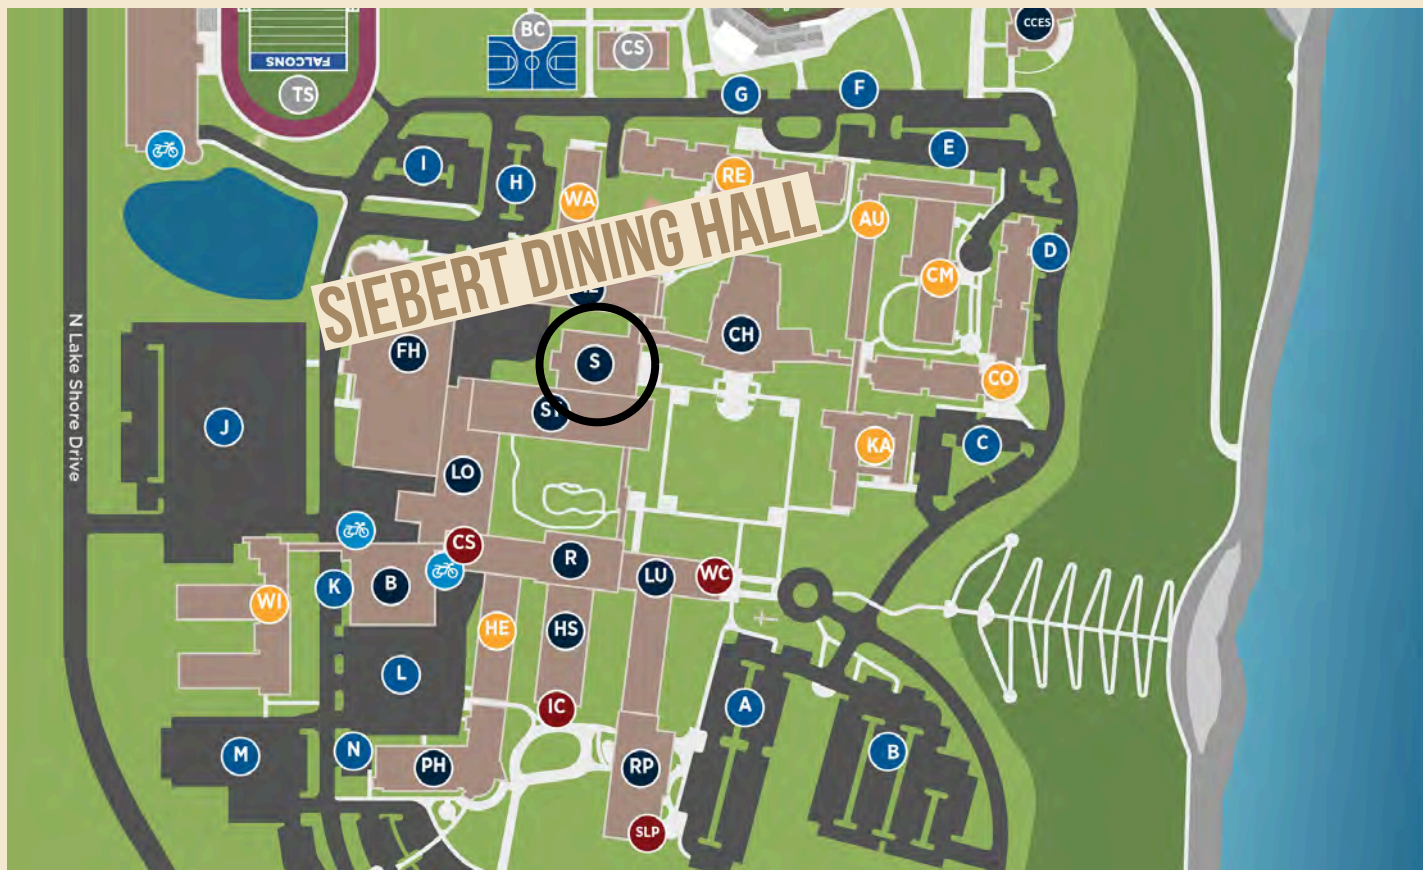 CCES
BC
CS
FALCONS
TS
G
F
E
I
H
WA
RE
AU
D
CM
SIEBERT DINING HALL
N Lake Shore Drive
FH
S
CH
CO
J
ST
KA
C
LO
CS
R
LU
WC
K
B
WI
HE
HS
L
IC
A
M
N
PH
RP
B
SLP